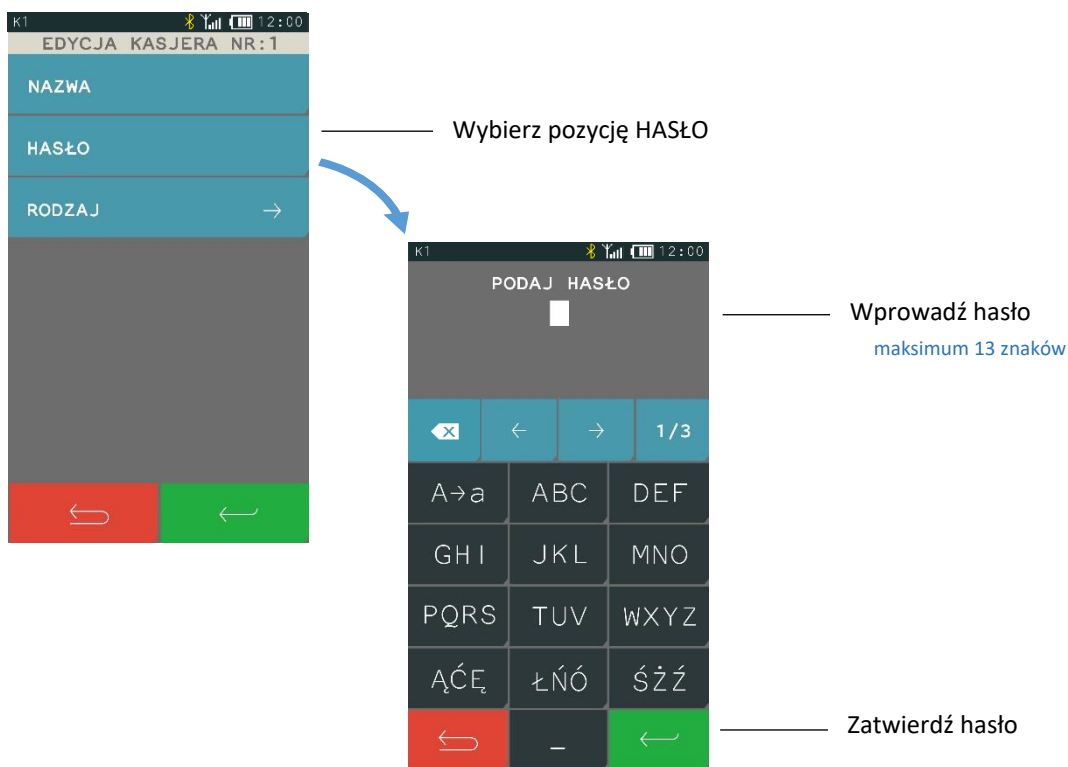 K1 12:00
EDYCJA KASJERA NR:1
NAZWA
HASŁO
RODZAJ →
Wybierz pozycję HASŁO
K1 12:00
PODAJ HASŁO
Wprowadź hasło
maksimum 13 znaków
← → 1/3
A→a ABC DEF
GHI JKL MNO
PQRS TUV WXYZ
ĄĆĘ ŁŃÓ ŚŻŹ
_
Zatwierdź hasło